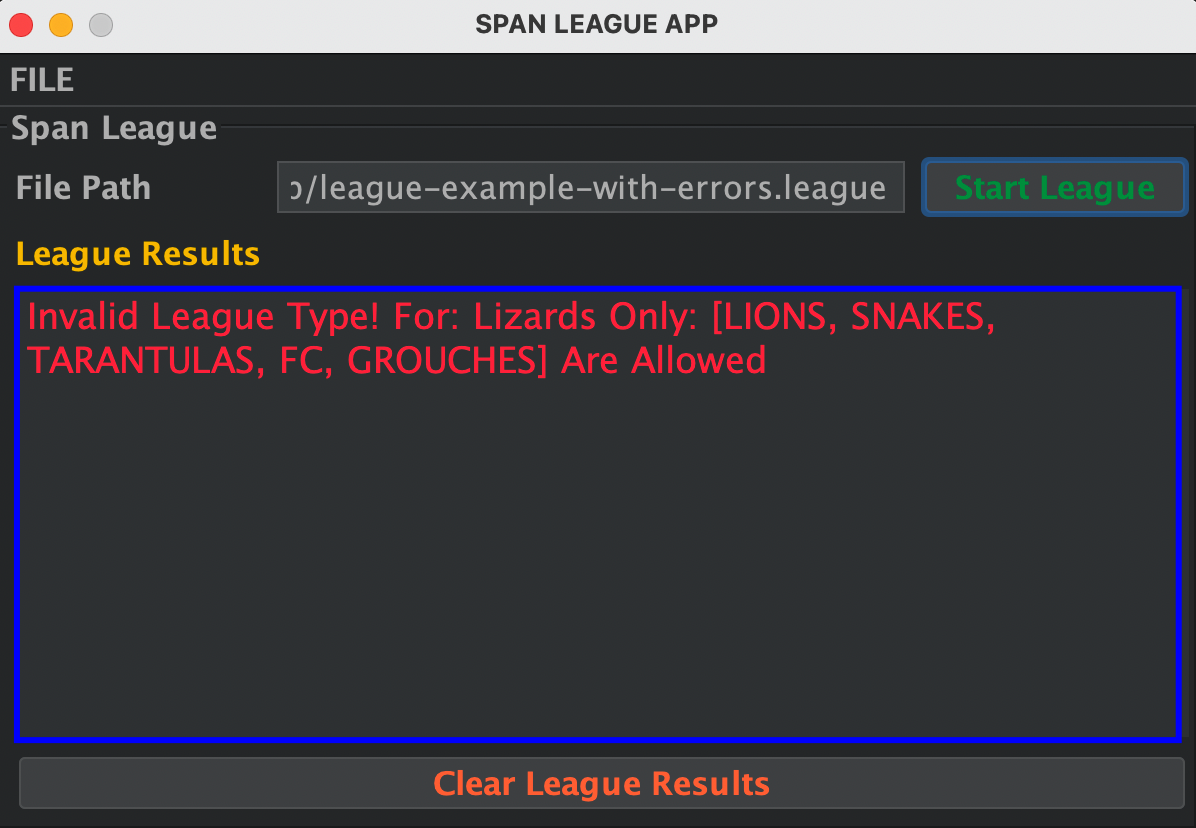 SPAN LEAGUE APP
FILE
Span League
File Path
/league-example-with-errors.league
Start League
League Results
Invalid League Type! For: Lizards Only: [LIONS, SNAKES,
TARANTULAS, FC, GROUCHES] Are Allowed
Clear League Results